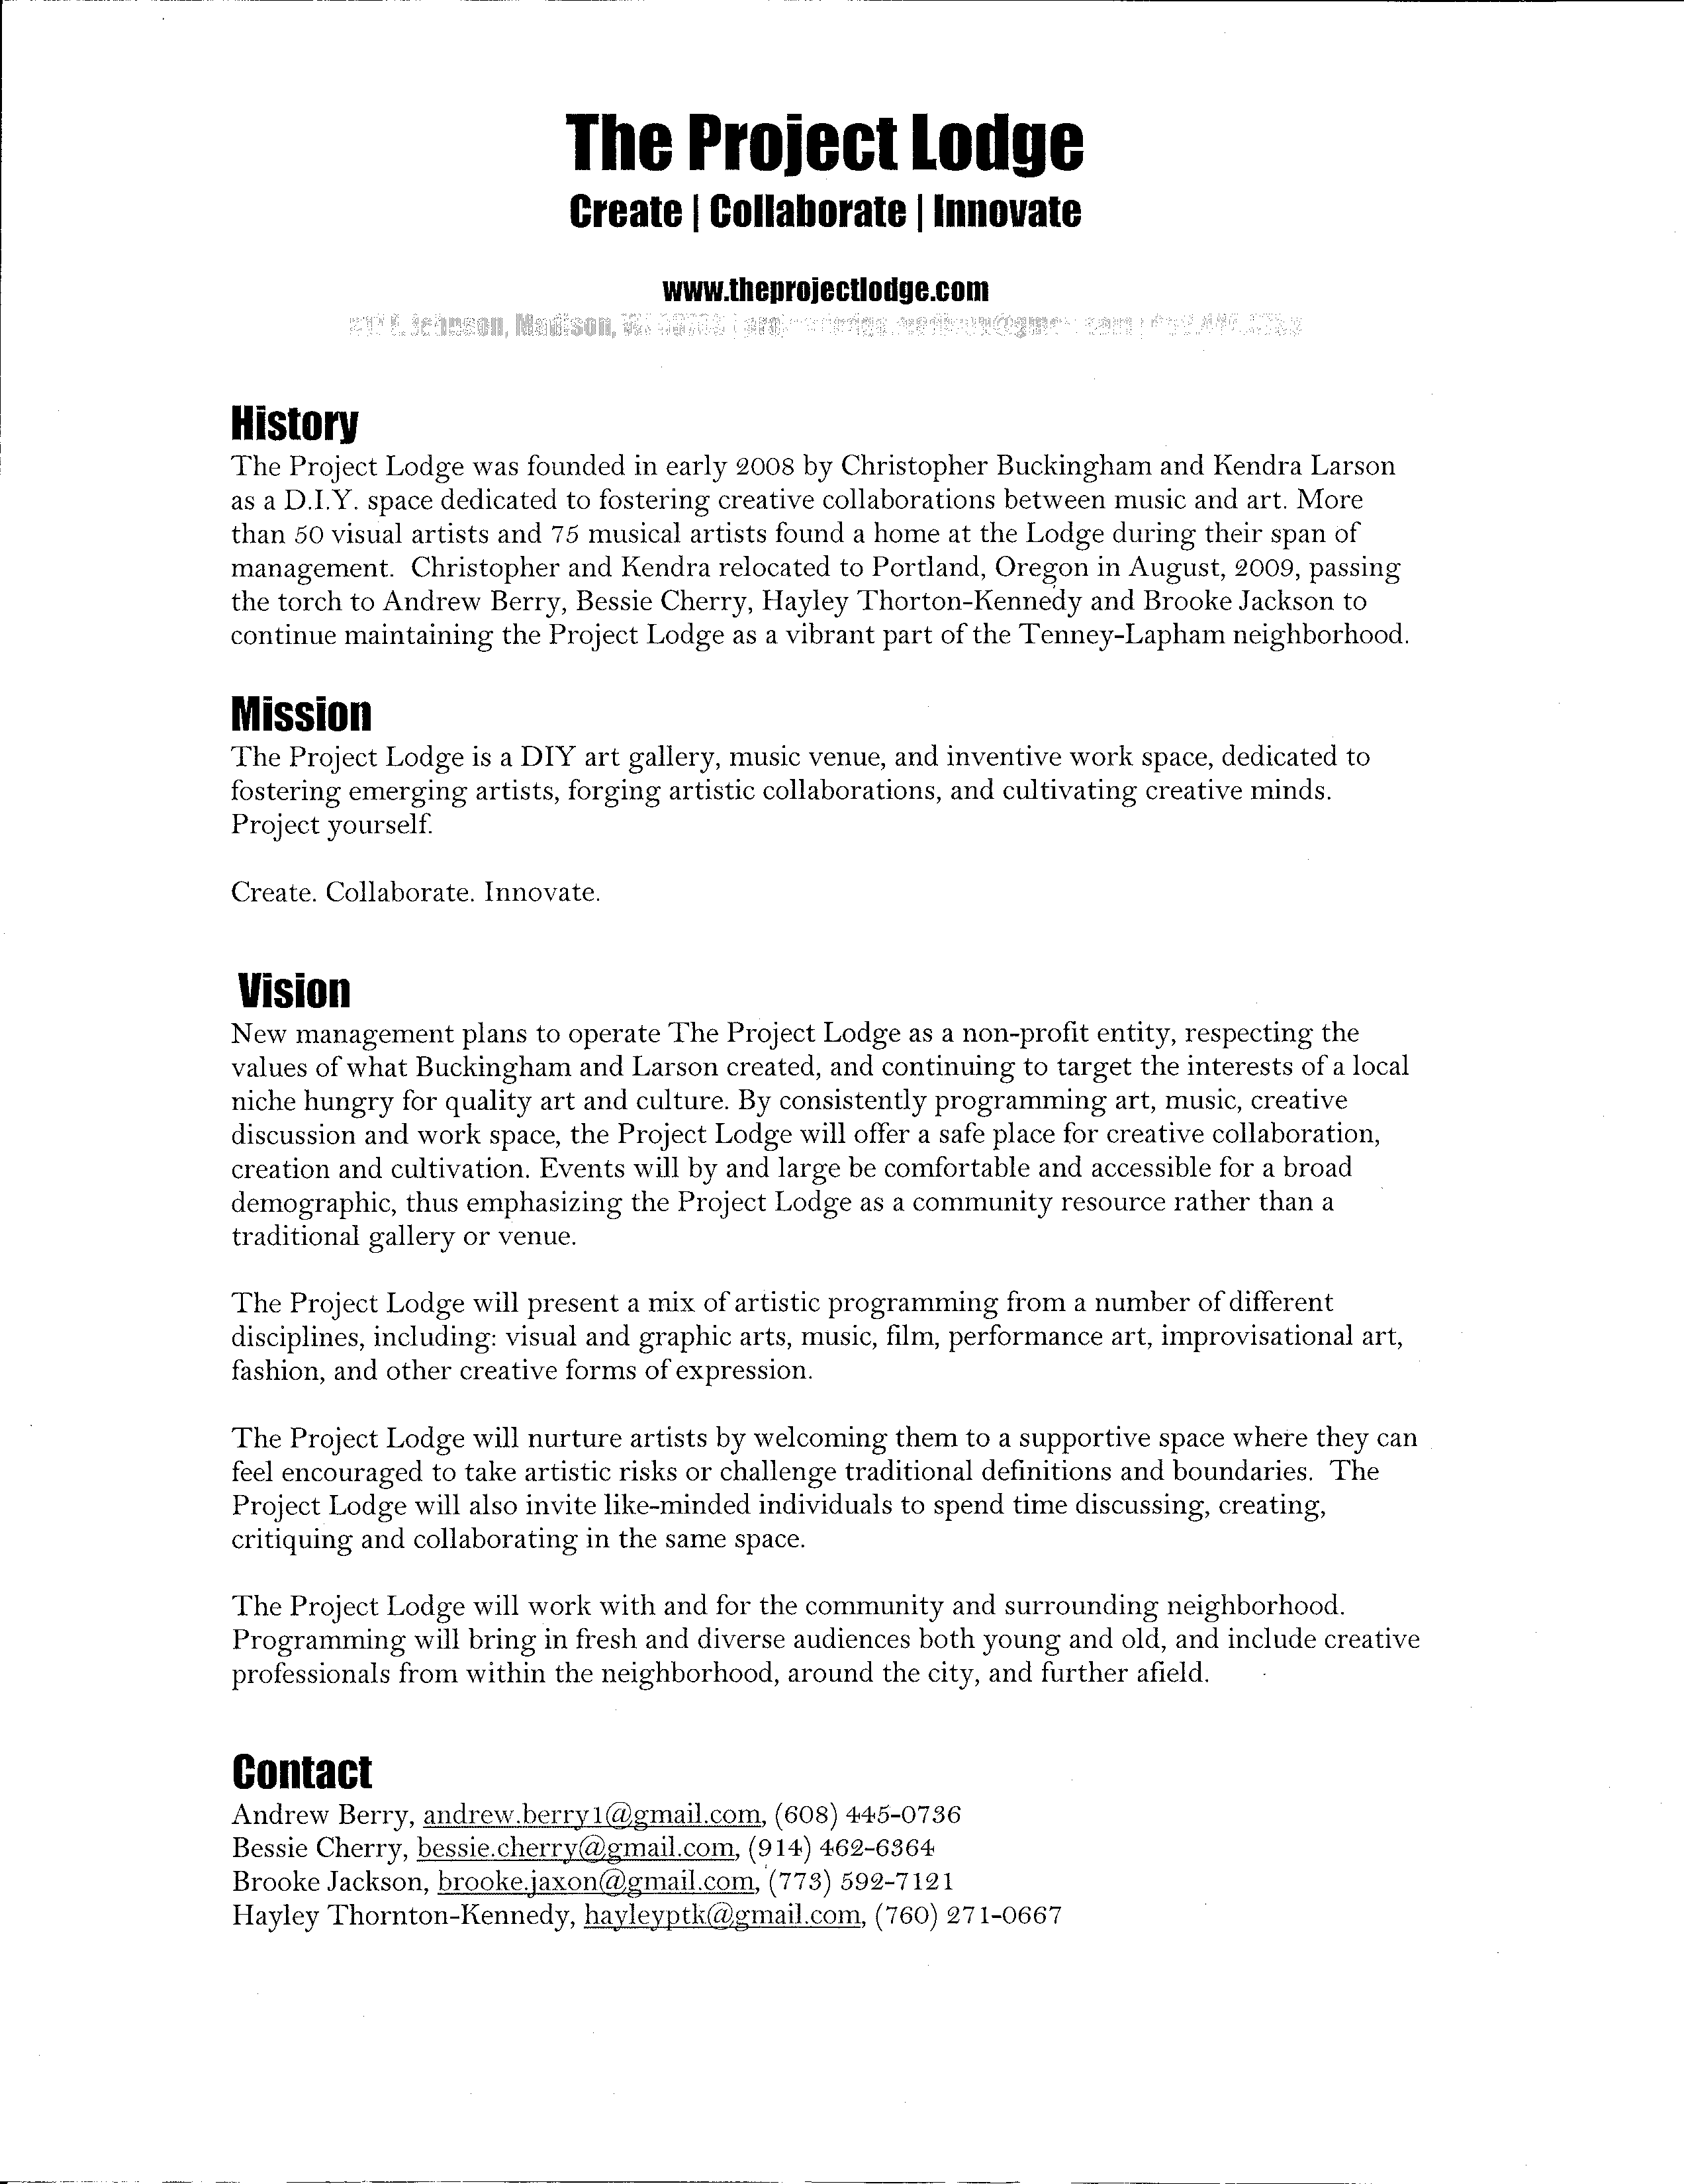 The Project Lodge
Create | Collaborate | Innovate
www.theprojectlodge.com
Johnson, Madison,
History
The Project Lodge was founded in early 2008 by Christopher Buckingham and Kendra Larson
as a D.I.Y. space dedicated to fostering creative collaborations between music and art. More
than 50 visual artists and 75 musical artists found a home at the Lodge during their span of
management.  Christopher and Kendra relocated to Portland, Oregon in August, 2009, passing
the torch to Andrew Berry, Bessie Cherry, Hayley Thorton-Kennedy and Brooke Jackson to
continue maintaining the Project Lodge as a vibrant part of the Tenney-Lapham neighborhood.
Mission
The Project Lodge is a DIY art gallery, music venue, and inventive work space, dedicated to
fostering emerging artists, forging artistic collaborations, and cultivating creative minds.
Project yourself.
Create. Collaborate. Innovate.
Vision
New management plans to operate The Project Lodge as a non-profit entity, respecting the
values of what Buckingham and Larson created, and continuing to target the interests of a local
niche hungry for quality art and culture. By consistently programming art, music, creative
discussion and work space, the Project Lodge will offer a safe place for creative collaboration,
creation and cultivation. Events will by and large be comfortable and accessible for a broad
demographic, thus emphasizing the Project Lodge as a community resource rather than a
traditional gallery or venue.
The Project Lodge will present a mix of artistic programming from a number of different
disciplines, including: visual and graphic arts, music, film, performance art, improvisational art,
fashion, and other creative forms of expression.
The Project Lodge will nurture artists by welcoming them to a supportive space where they can
feel encouraged to take artistic risks or challenge traditional definitions and boundaries.  The
Project Lodge will also invite like-minded individuals to spend time discussing, creating,
critiquing and collaborating in the same space.
The Project Lodge will work with and for the community and surrounding neighborhood.
Programming will bring in fresh and diverse audiences both young and old, and include creative
professionals from within the neighborhood, around the city, and further afield.
Contact
Andrew Berry, andrew.berry1@gmail.com, (608) 445-0736
Bessie Cherry, bessie.cherry@gmail.com, (914) 462-6364
Brooke Jackson, brooke.jaxon@gmail.com, (773) 592-7121
Hayley Thornton-Kennedy, hayleyptk@gmail.com, (760) 271-0667